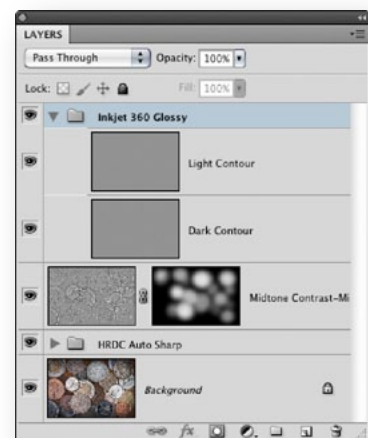 LAYERS
Pass Through Opacity: 100%
Lock: Fill: 100%
Inkjet 360 Glossy
Light Contour
Dark Contour
Midtone Contrast-Mi
HRDC Auto Sharp
Background
fx